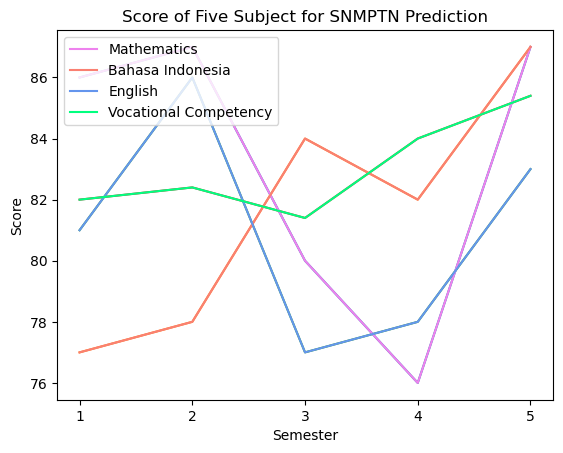 Score of Five Subject for SNMPTN Prediction
Mathematics
Bahasa Indonesia
English
Vocational Competency
86
84
82
80
78
76
Score
1 2 3 4 5
Semester